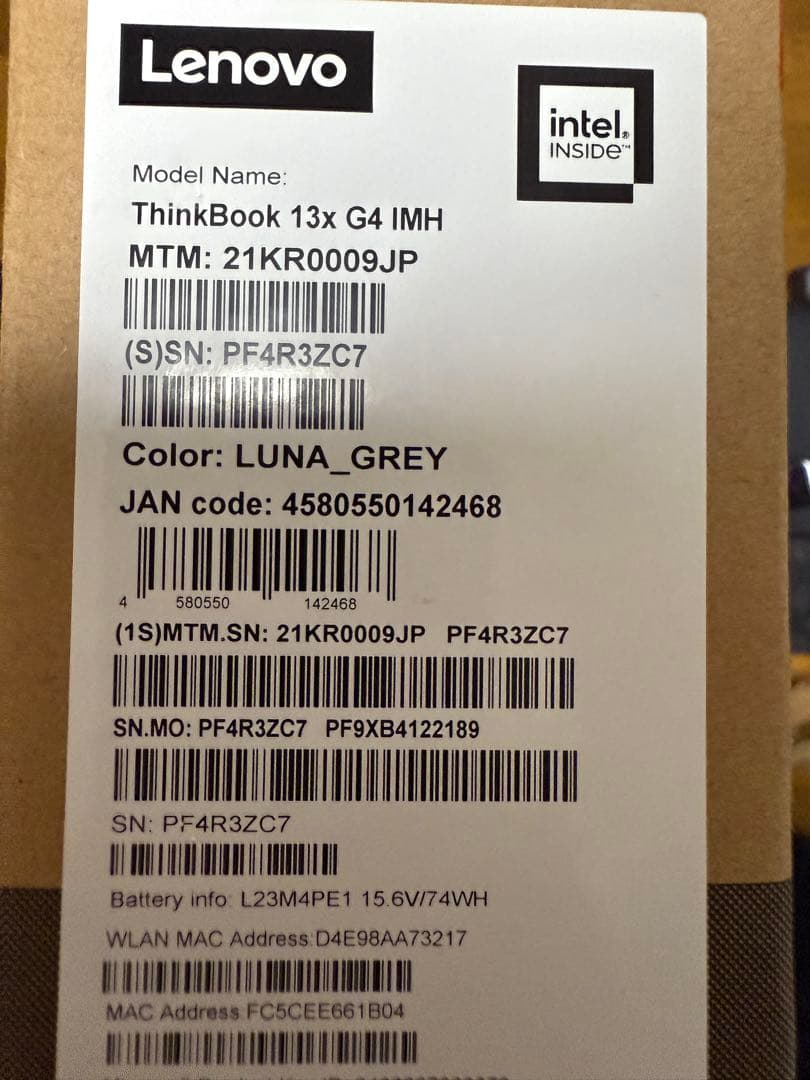 Lenovo
intel®
INSIDe™
Model Name:
ThinkBook 13x G4 IMH
MTM: 21KR0009JP
(S)SN: PF4R3ZC7
Color: LUNA_GREY
JAN code: 4580550142468
4 580550 142468
(1S)MTM.SN: 21KR0009JP PF4R3ZC7
SN.MO: PF4R3ZC7 PF9XB4122189
SN: PF4R3ZC7
Battery info: L23M4PE1 15.6V/74WH
WLAN MAC Address:D4E98AA73217
MAC Address:FC5CEE661B04